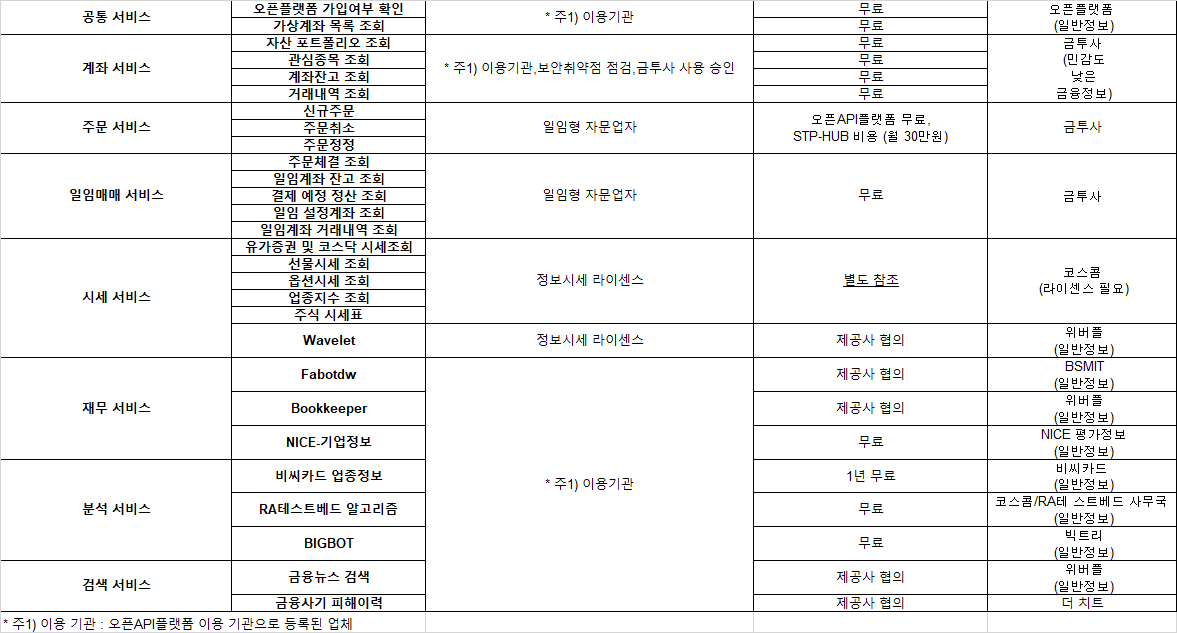 공통 서비스
오픈플랫폼 가입여부 확인
* 주1) 이용기관
무료
오픈플랫폼
(일반정보)
가상계좌 목록 조회
무료
계좌 서비스
자산 포트폴리오 조회
* 주1) 이용기관,보안취약점 점검,금투사 사용 승인
무료
금투사
(민감도
낮은
금융정보)
관심종목 조회
무료
계좌잔고 조회
무료
거래내역 조회
무료
주문 서비스
신규주문
주문취소
주문정정
일임형 자문업자
오픈API플랫폼 무료,
STP-HUB 비용 (월 30만원)
금투사
일임매매 서비스
주문체결 조회
일임계좌 잔고 조회
결제 예정 정산 조회
일임 설정계좌 조회
일임계좌 거래내역 조회
일임형 자문업자
무료
금투사
시세 서비스
유가증권 및 코스닥 시세조회
선물시세 조회
옵션시세 조회
업종지수 조회
주식 시세표
정보시세 라이센스
별도 참조
코스콤
(라이센스 필요)
Wavelet
정보시세 라이센스
제공사 협의
위버플
(일반정보)
재무 서비스
Fabotdw
제공사 협의
BSMIT
(일반정보)
Bookkeeper
제공사 협의
위버플
(일반정보)
NICE-기업정보
무료
NICE 평가정보
(일반정보)
* 주1) 이용기관
분석 서비스
비씨카드 업종정보
1년 무료
비씨카드
(일반정보)
RA테스트베드 알고리즘
무료
코스콤/RA테 스트베드 사무국
(일반정보)
BIGBOT
무료
빅트리
(일반정보)
검색 서비스
금융뉴스 검색
제공사 협의
위버플
(일반정보)
금융사기 피해이력
제공사 협의
더 치트
* 주1) 이용 기관 : 오픈API플랫폼 이용 기관으로 등록된 업체